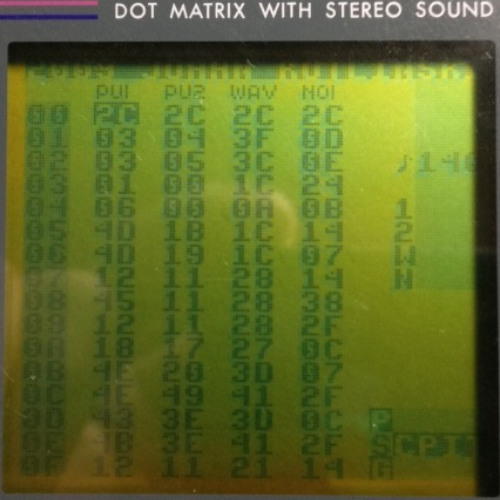 DOT MATRIX WITH STEREO SOUND
PU1 PU2 WAV NOI
00 2C 2C 2C 2C
01 03 04 3F 0D
02 03 05 3C 0E
03 01 00 1C 24
04 06 00 0A 0B 1
05 4D 1B 1C 14 2
06 4D 19 1C 07 W
07 12 11 28 14 N
08 45 11 28 38
09 12 11 28 2F
0A 18 17 27 0C
0B 4E 20 3D 07
0C 4E 49 41 2F
0D 43 3E 3D 0C P
0E 4B 3E 41 2F S
0F 12 11 21 14 G